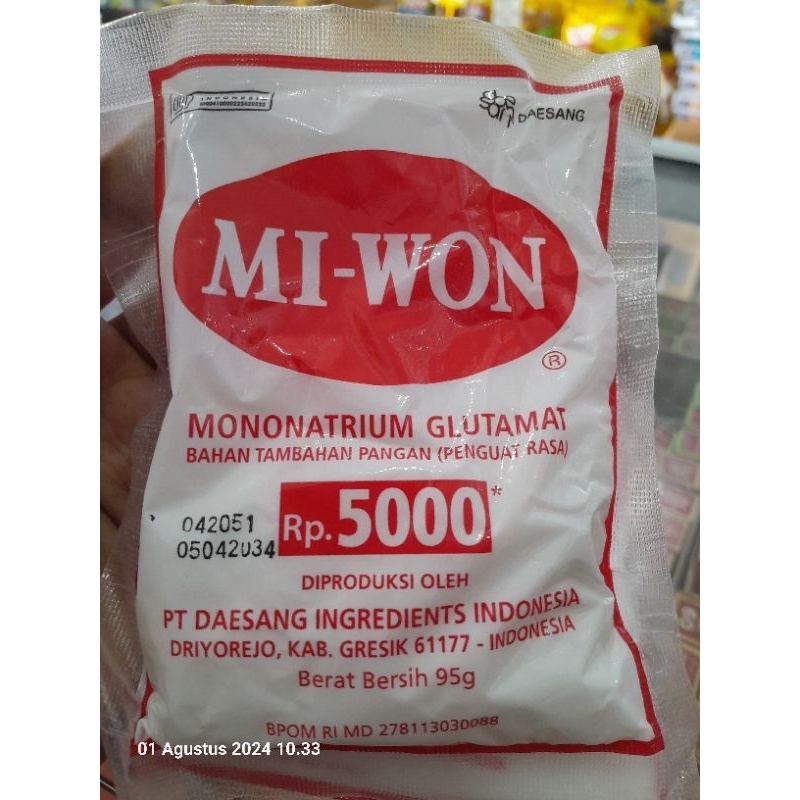 INDONESIA
DAESANG
MI-WON
®
MONONATRIUM GLUTAMAT
BAHAN TAMBAHAN PANGAN (PENGUAT RASA)
Rp.5000*
042051
05042034
DIPRODUKSI OLEH
PT DAESANG INGREDIENTS INDONESIA
DRIYOREJO, KAB. GRESIK 61177 - INDONESIA
Berat Bersih 95g
BPOM RI MD 278113030088
01 Agustus 2024 10.33